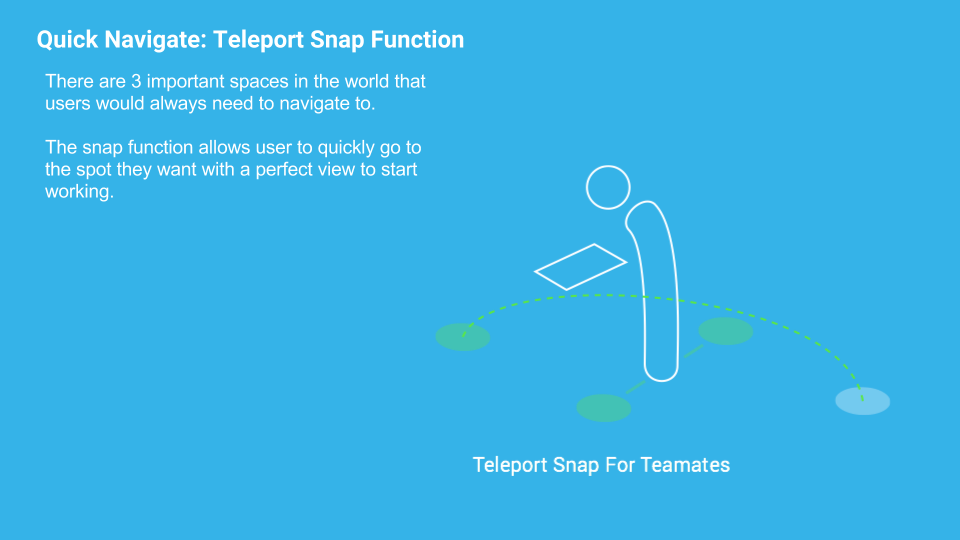 Quick Navigate: Teleport Snap Function
There are 3 important spaces in the world that
users would always need to navigate to.
The snap function allows user to quickly go to
the spot they want with a perfect view to start
working.
Teleport Snap For Teamates